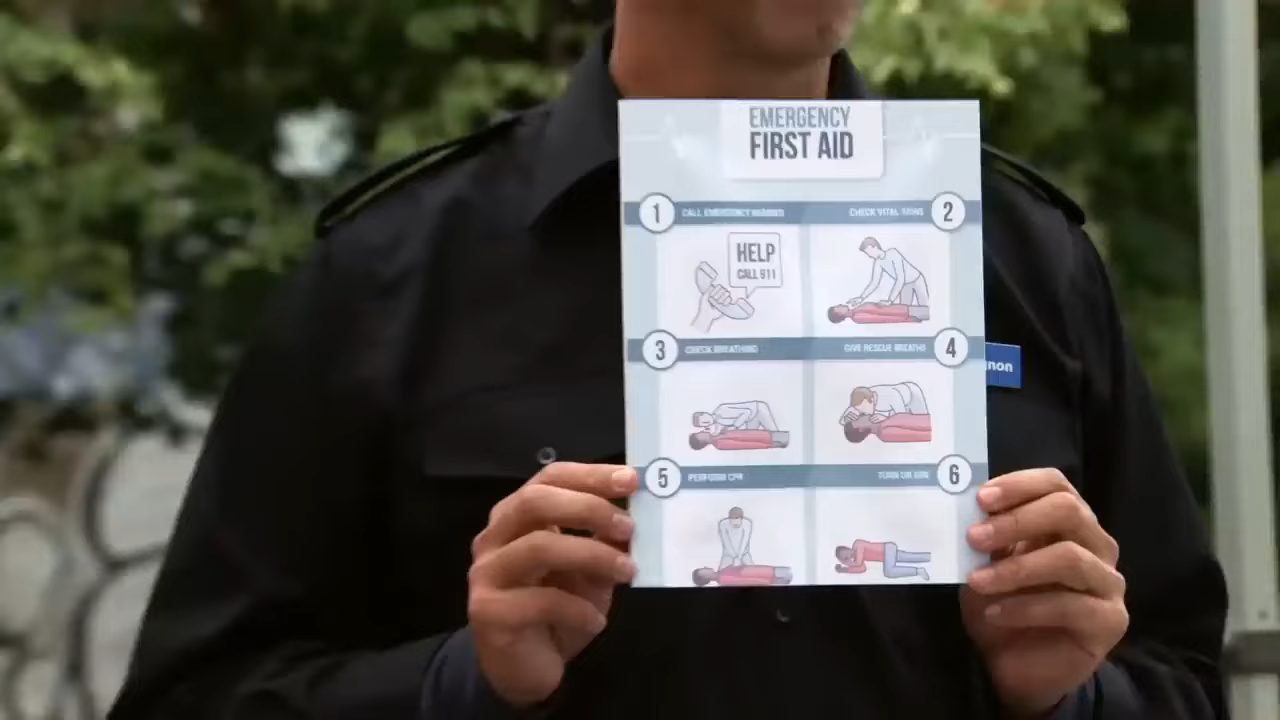 EMERGENCY
FIRST AID
1
CALL EMERGENCY
CHECK VITAL SIGNS
2
HELP
CALL 911
3
CHECK BREATHING
GIVE RESCUE BREATHS
4
non
5
PERFORM CPR
TURN ON SIDE
6